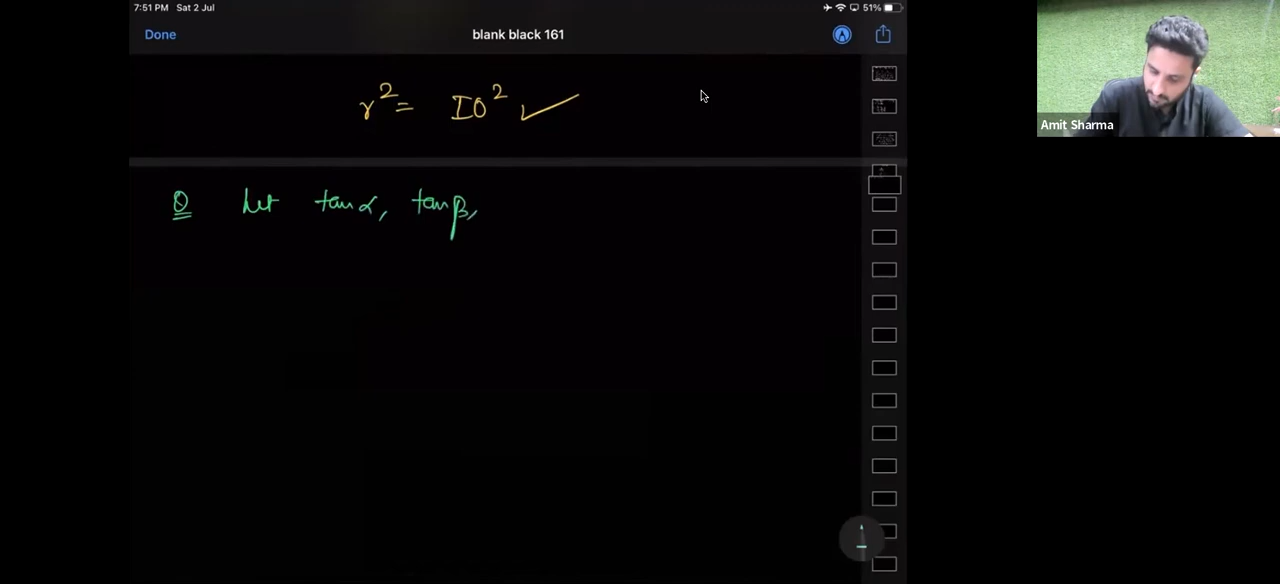 7:51 PM Sat 2 Jul 51%
Done blank black 161
r² = IO² ✓
Amit Sharma
Q Let tanα, tanβ,